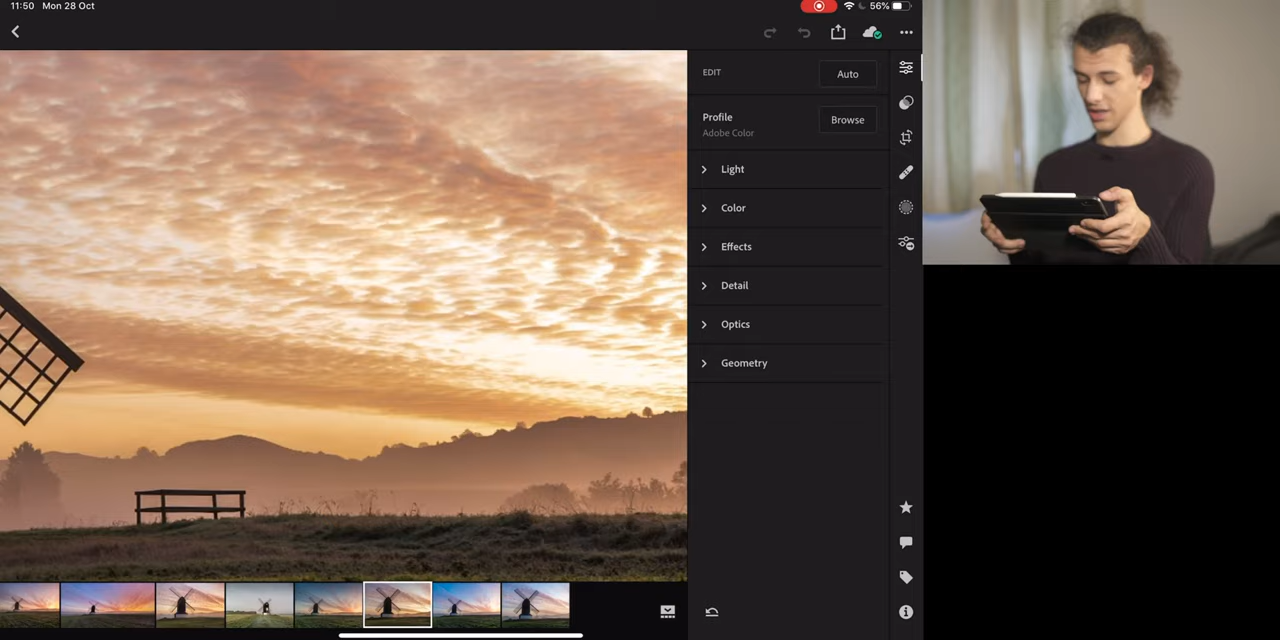 11:50 Mon 28 Oct
56%
EDIT
Auto
Profile
Adobe Color
Browse
Light
Color
Effects
Detail
Optics
Geometry